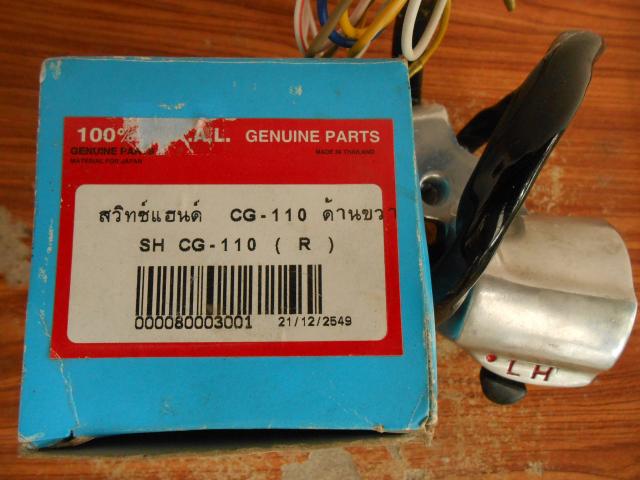 100% .A.L. GENUINE PARTS
GENUINE MADE IN THAILAND
MATERIAL FOR JAPAN
สวิทช์แฮนด์ CG-110 ด้านขวา
SH CG-110 ( R )
000080003001 21/12/2549
LH